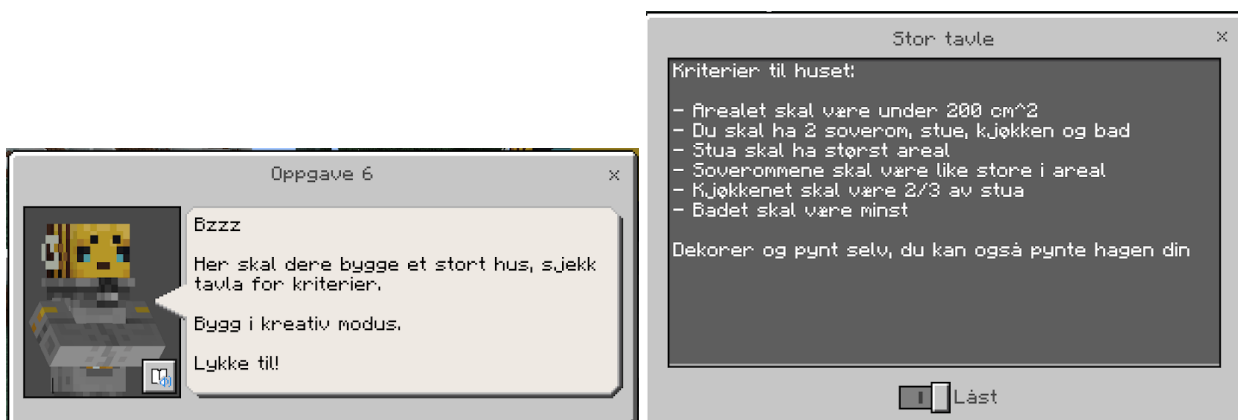 Oppgave 6
x
Bzzz
Her skal dere bygge et stort hus, sjekk
tavla for kriterier.
Bygg i kreativ modus.
Lykke til!
Stor tavle
x
Kriterier til huset:
- Arealet skal være under 200 cm^2
- Du skal ha 2 soverom, stue, kjøkken og bad
- Stua skal ha størst areal
- Soverommene skal være like store i areal
- Kjøkkenet skal være 2/3 av stua
- Badet skal være minst
Dekorer og pynt selv, du kan også pynte hagen din
Låst